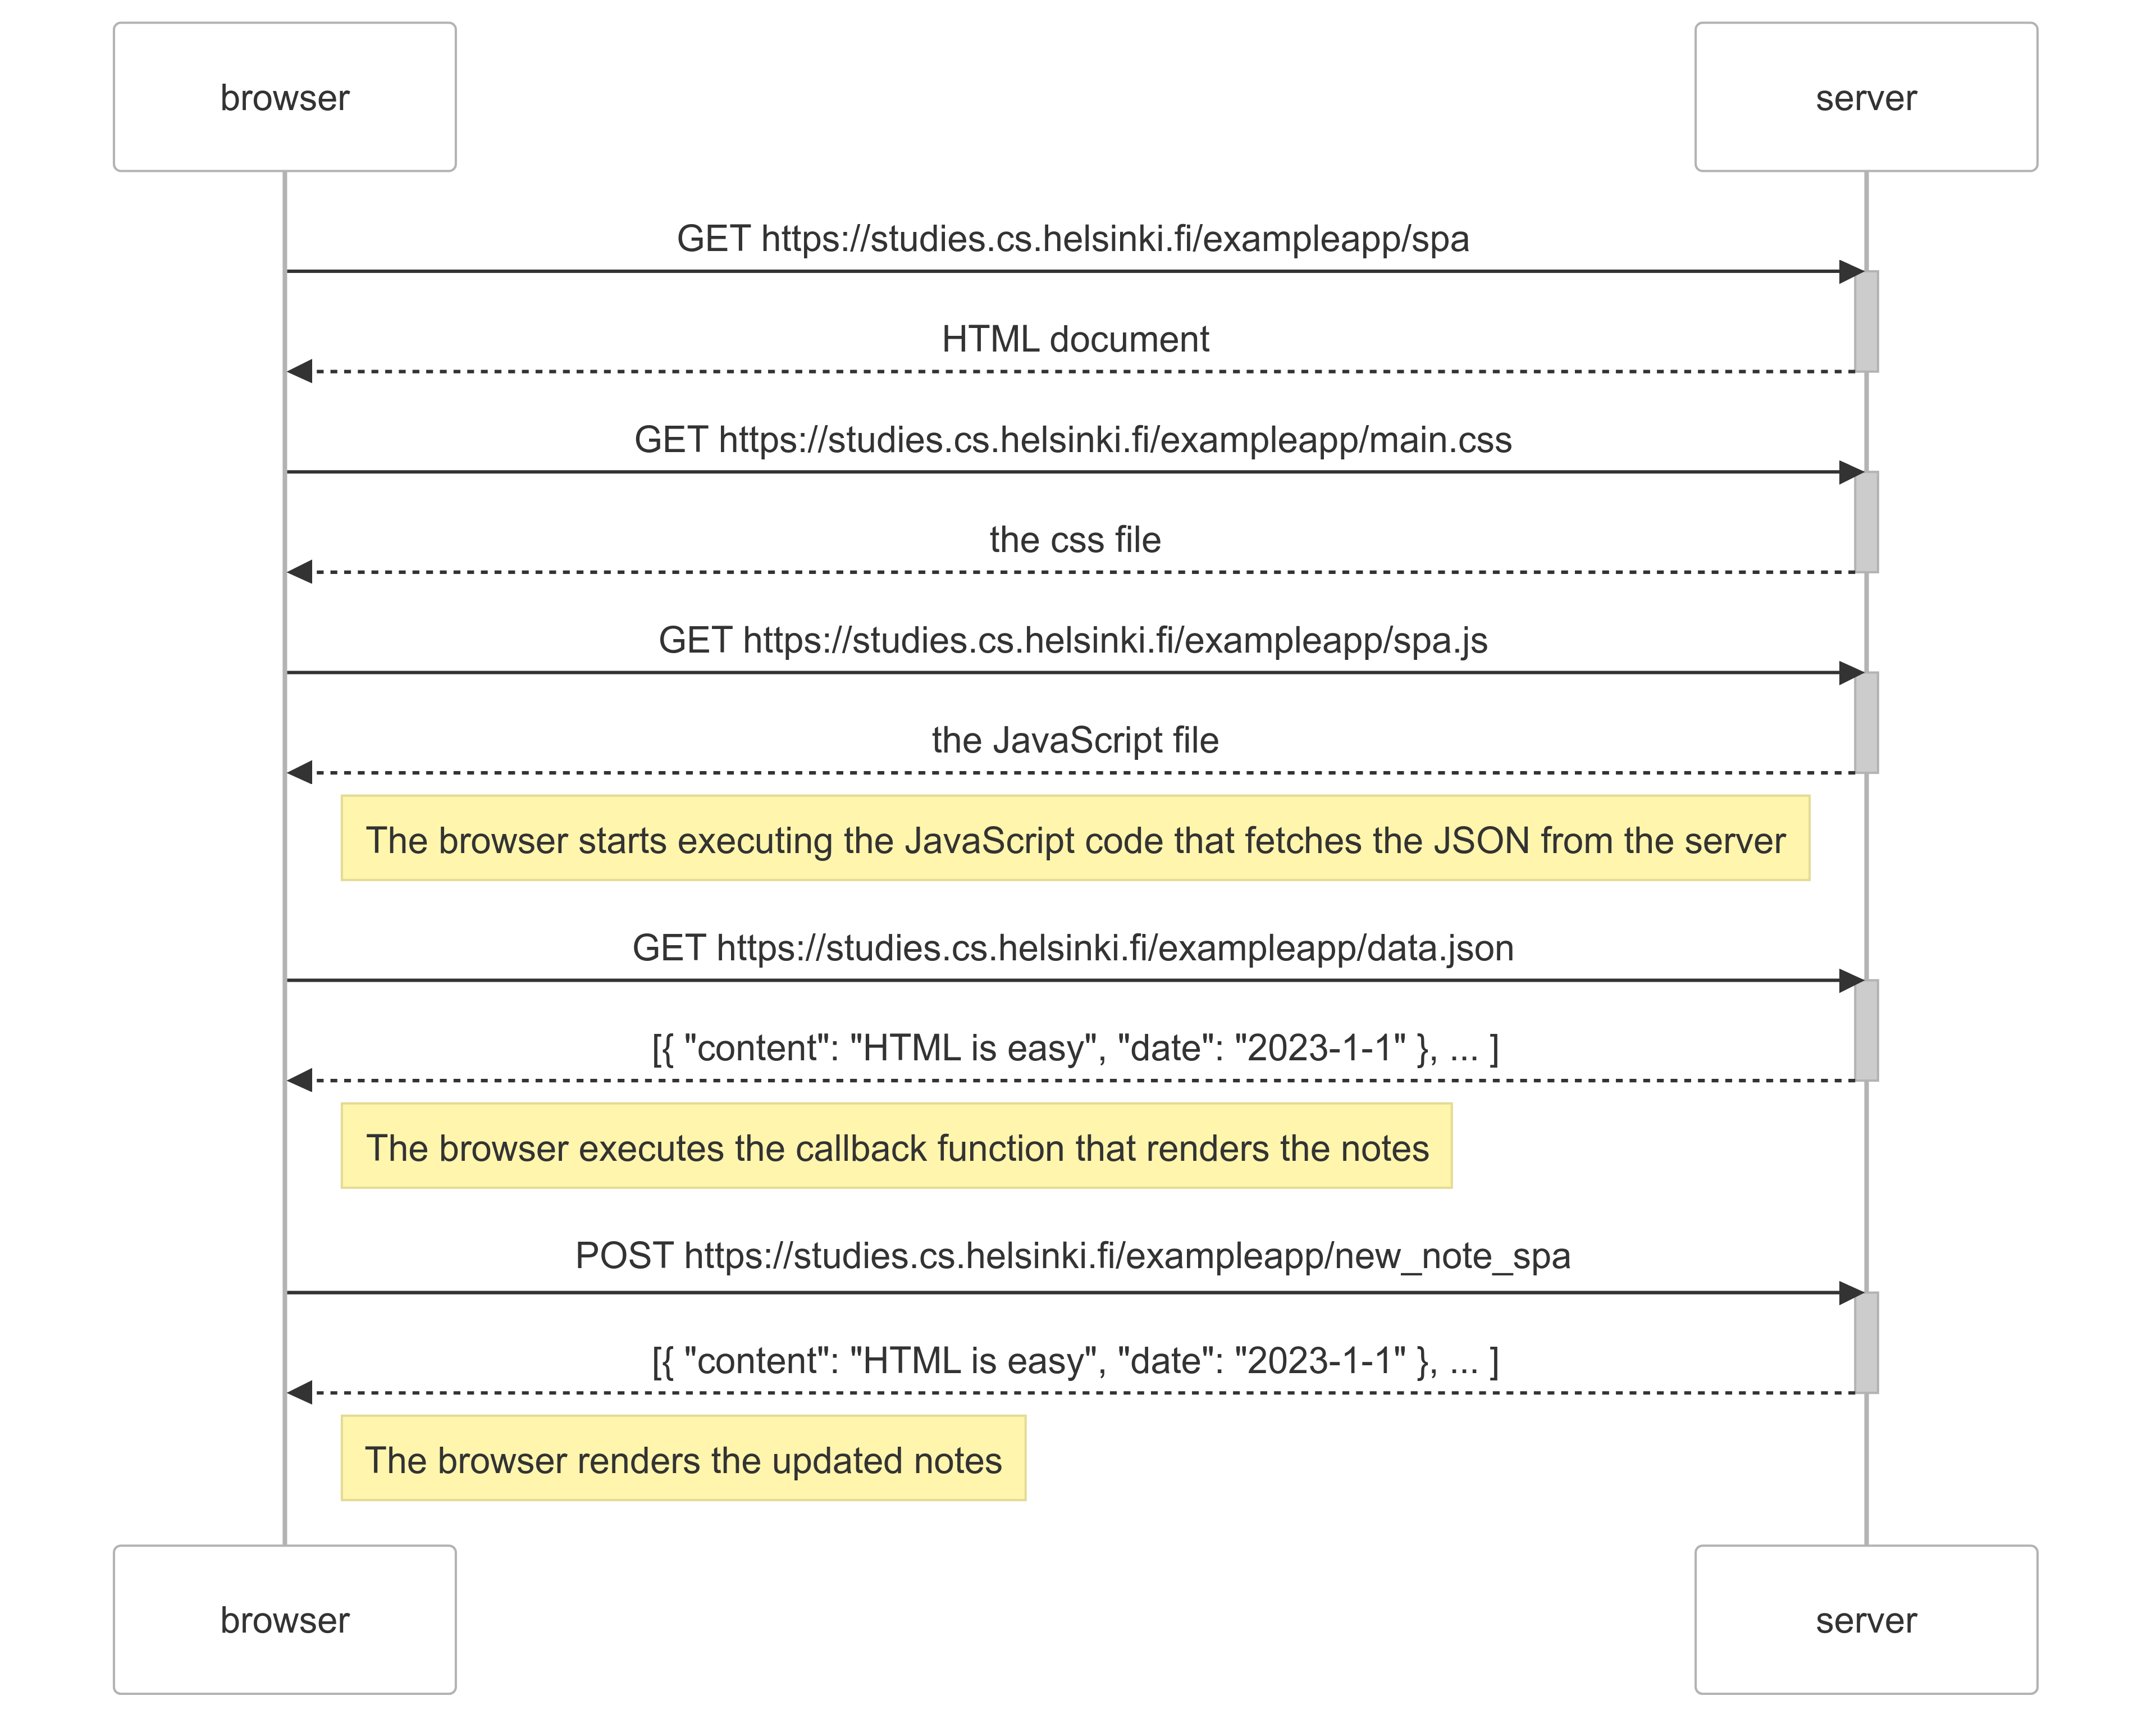 browser
server
GET https://studies.cs.helsinki.fi/exampleapp/spa
HTML document
GET https://studies.cs.helsinki.fi/exampleapp/main.css
the css file
GET https://studies.cs.helsinki.fi/exampleapp/spa.js
the JavaScript file
The browser starts executing the JavaScript code that fetches the JSON from the server
GET https://studies.cs.helsinki.fi/exampleapp/data.json
[{ "content": "HTML is easy", "date": "2023-1-1" }, ... ]
The browser executes the callback function that renders the notes
POST https://studies.cs.helsinki.fi/exampleapp/new_note_spa
[{ "content": "HTML is easy", "date": "2023-1-1" }, ... ]
The browser renders the updated notes
browser
server